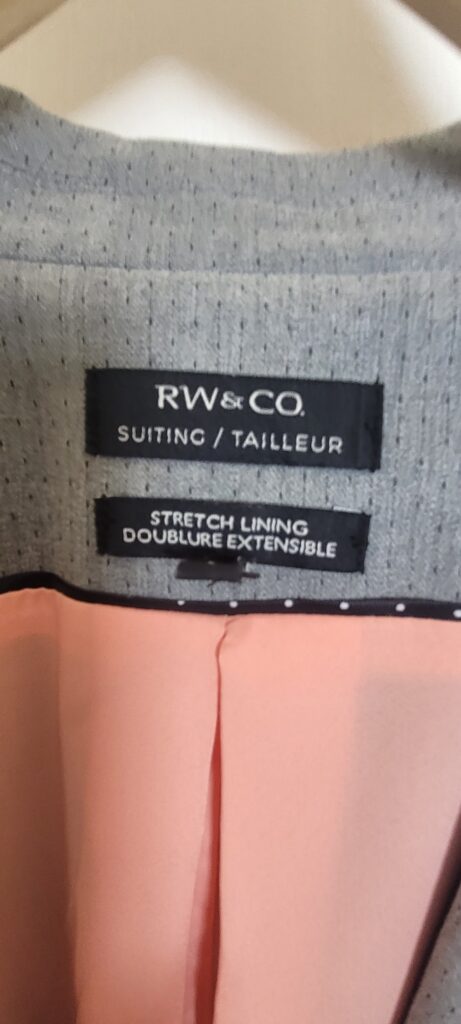 RW&CO.
SUITING / TAILLEUR
STRETCH LINING
DOUBLURE EXTENSIBLE